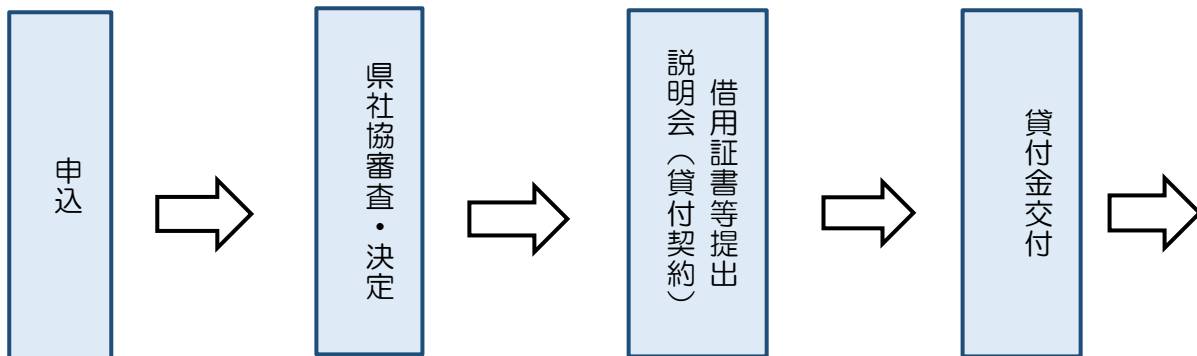 申込
県社協審査・決定
借用証書等提出
説明会（貸付契約）
貸付金交付